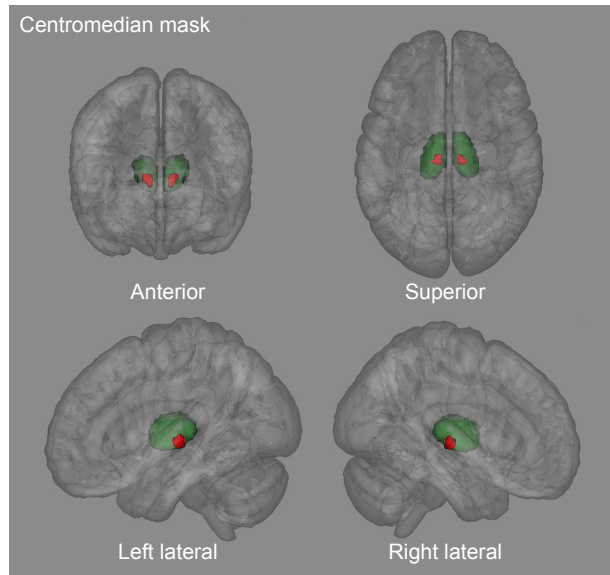 Centromedian mask
Anterior
Superior
Left lateral
Right lateral